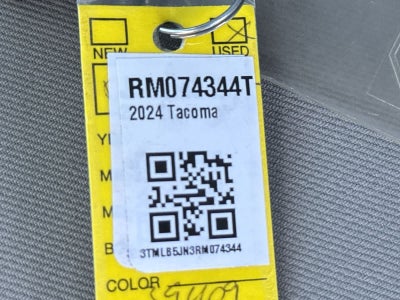 NEW USED
RM074344T
2024 Tacoma
3TMLB5JN3RM074344
COLOR